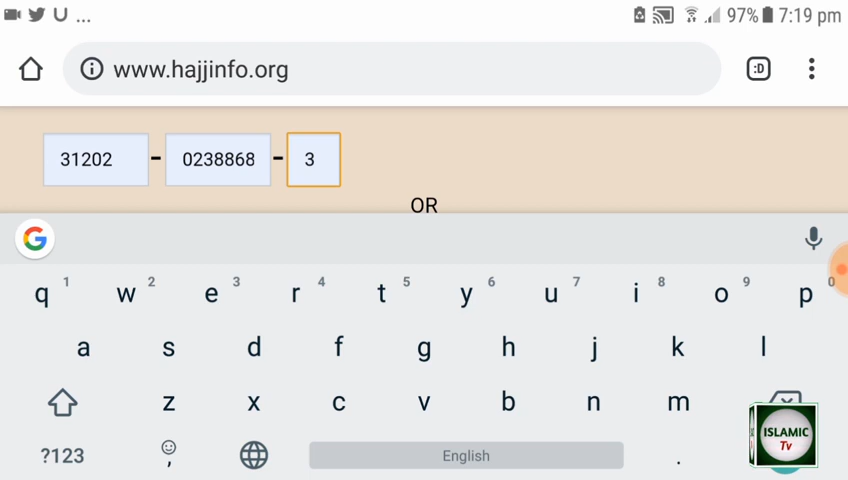 ... 97% 7:19 pm
www.hajjinfo.org :D
31202 - 0238868 - 3
OR
G
q 1 w 2 e 3 r 4 t 5 y 6 u 7 i 8 o 9 p 0
a s d f g h j k l
z x c v b n m
?123 , English .
ISLAMIC
Tv